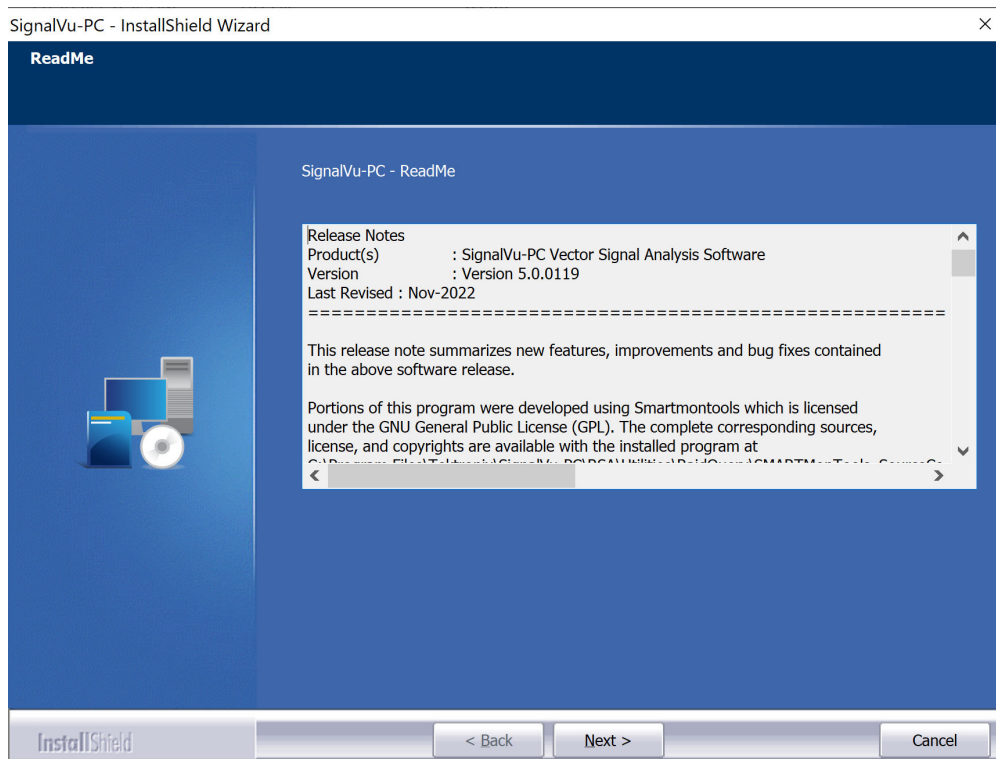 SignalVu-PC - InstallShield Wizard
ReadMe
SignalVu-PC - ReadMe
Release Notes
Product(s) : SignalVu-PC Vector Signal Analysis Software
Version : Version 5.0.0119
Last Revised : Nov-2022
=======================================================
This release note summarizes new features, improvements and bug fixes contained
in the above software release.
Portions of this program were developed using Smartmontools which is licensed
under the GNU General Public License (GPL). The complete corresponding sources,
license, and copyrights are available with the installed program at
InstallShield
< Back
Next >
Cancel